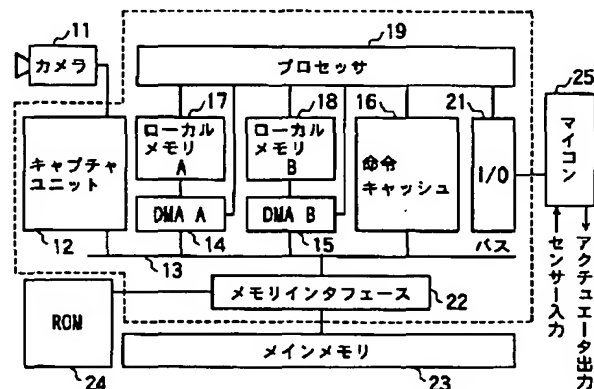 11
カメラ
19
プロセッサ
17
ローカル
メモリ
A
18
ローカル
メモリ
B
16
命令
キャッシュ
21
I/O
25
マイコン
キャプチャ
ユニット
12
DMA A
14
DMA B
15
バス
13
センサー入力
アクチュエータ出力
メモリインタフェース
22
ROM
24
メインメモリ
23